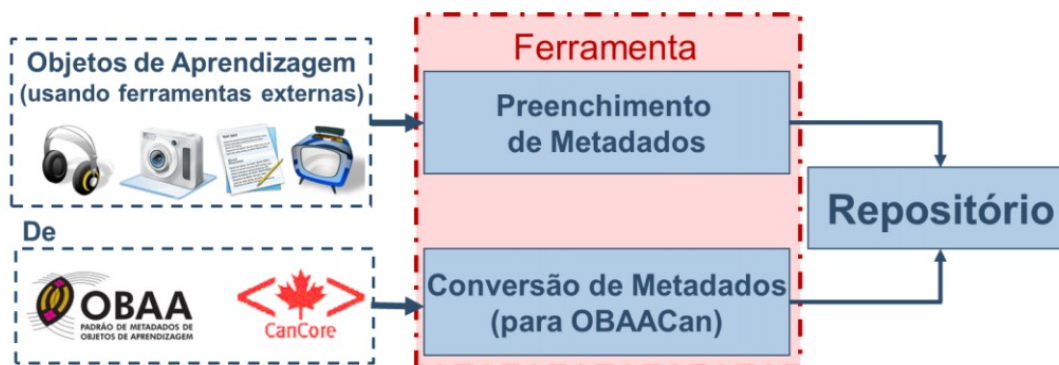 Objetos de Aprendizagem
(usando ferramentas externas)
De
OBAA
PADRÃO DE METADADOS DE
OBJETOS DE APRENDIZAGEM
CanCore
Ferramenta
Preenchimento
de Metadados
Conversão de Metadados
(para OBAACan)
Repositório